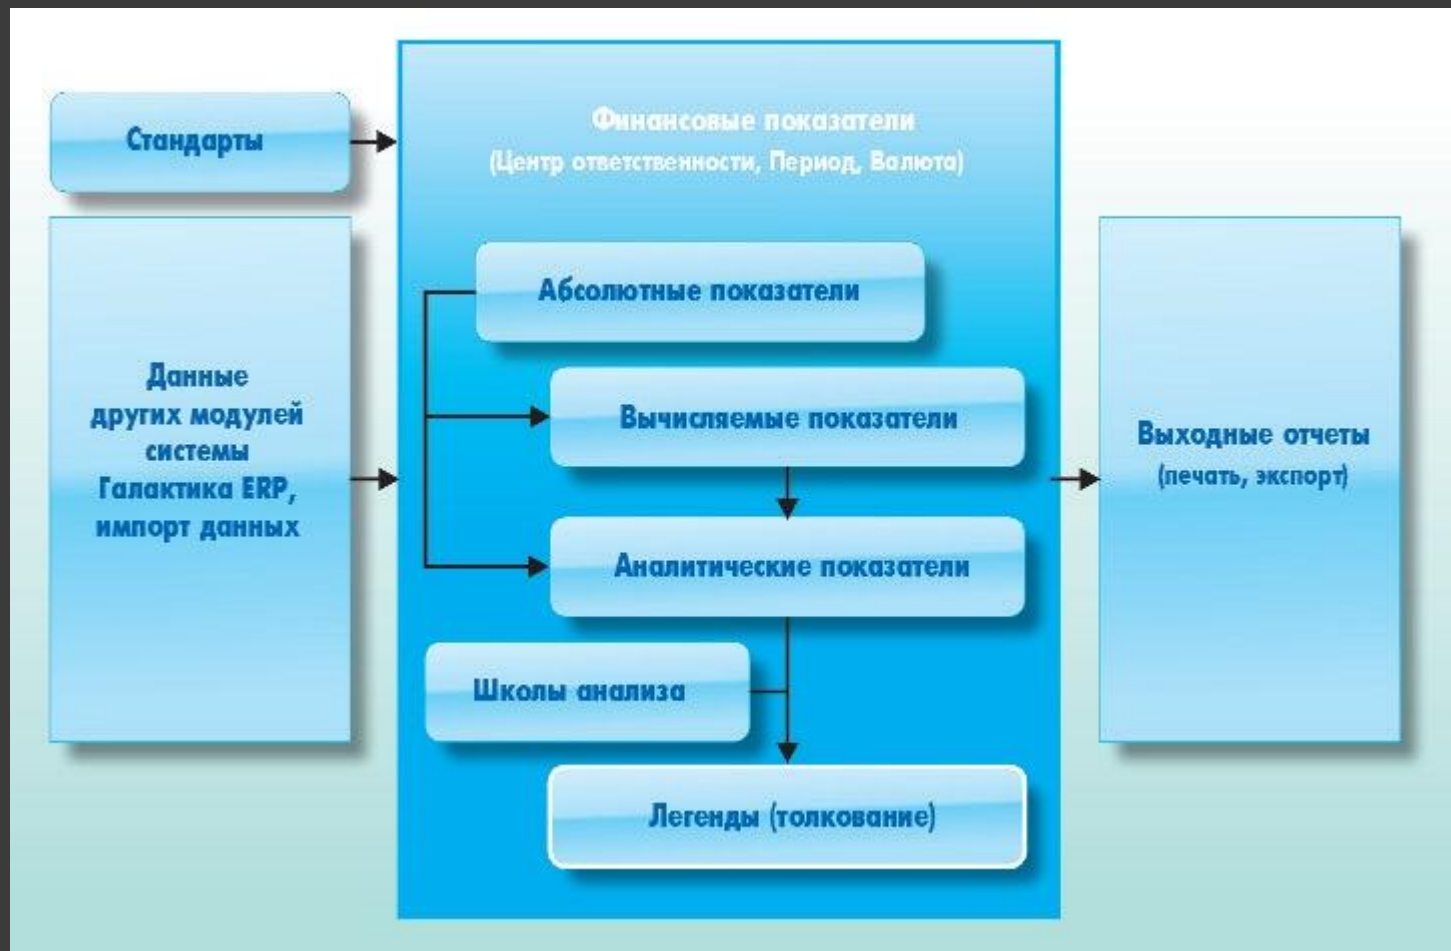 Стандарты
Финансовые показатели
(Центр ответственности, Период, Валюта)
Данные
других модулей
системы
Галактика ERP,
импорт данных
Абсолютные показатели
Вычисляемые показатели
Аналитические показатели
Школы анализа
Легенды (толкование)
Выходные отчеты
(печать, экспорт)